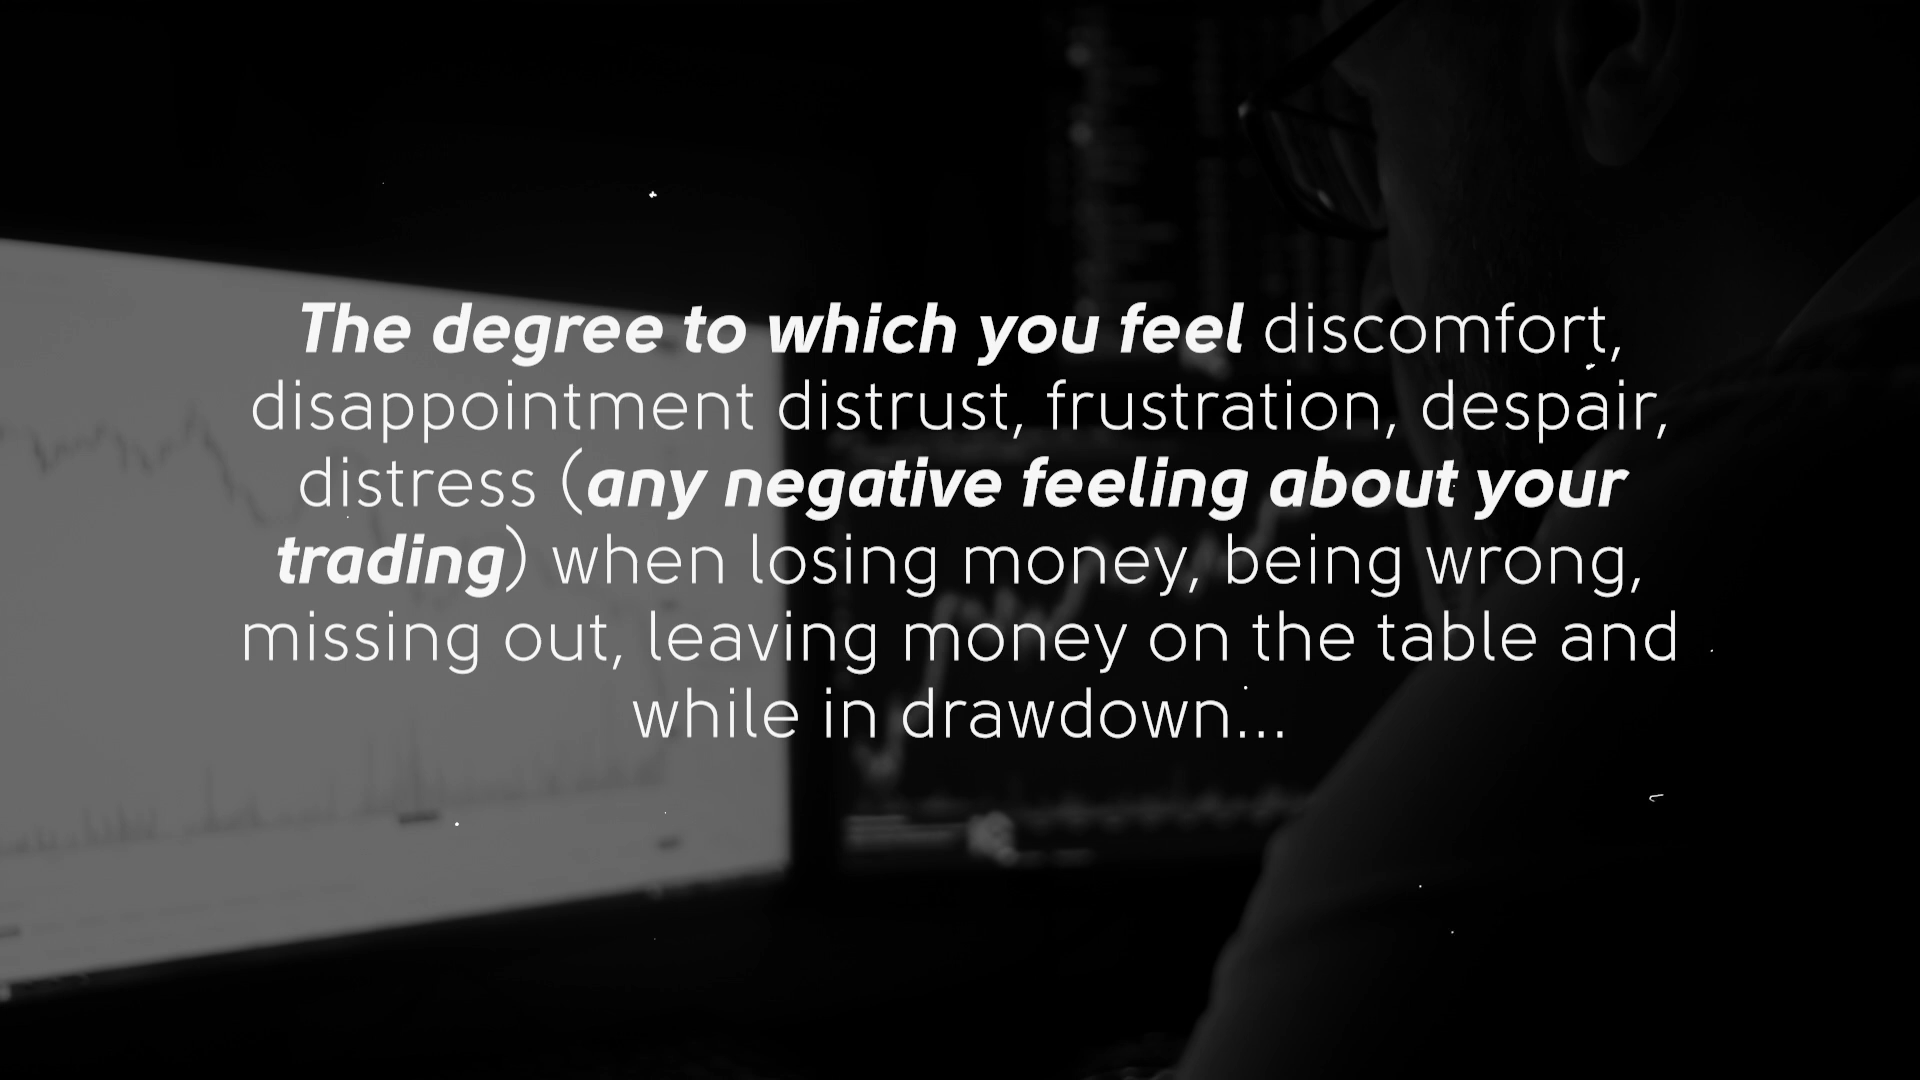 The degree to which you feel discomfort,
disappointment distrust, frustration, despair,
distress (any negative feeling about your
trading) when losing money, being wrong,
missing out, leaving money on the table and
while in drawdown...